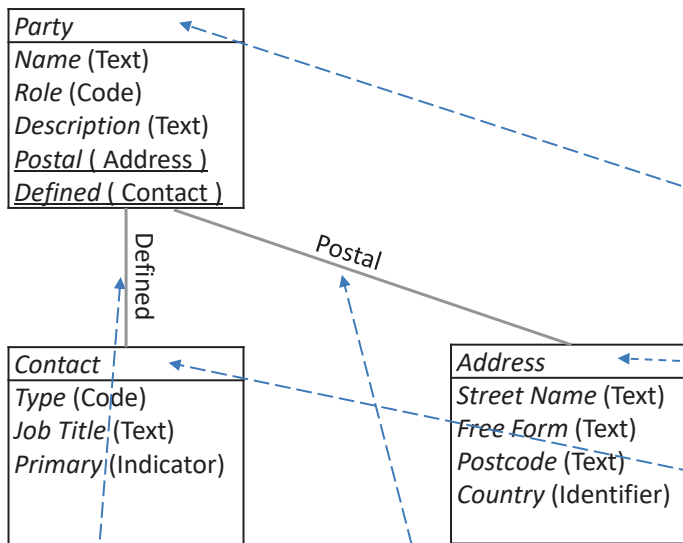 Party
Name (Text)
Role (Code)
Description (Text)
Postal ( Address )
Defined ( Contact )
Defined
Postal
Contact
Type (Code)
Job Title (Text)
Primary (Indicator)
Address
Street Name (Text)
Free Form (Text)
Postcode (Text)
Country (Identifier)